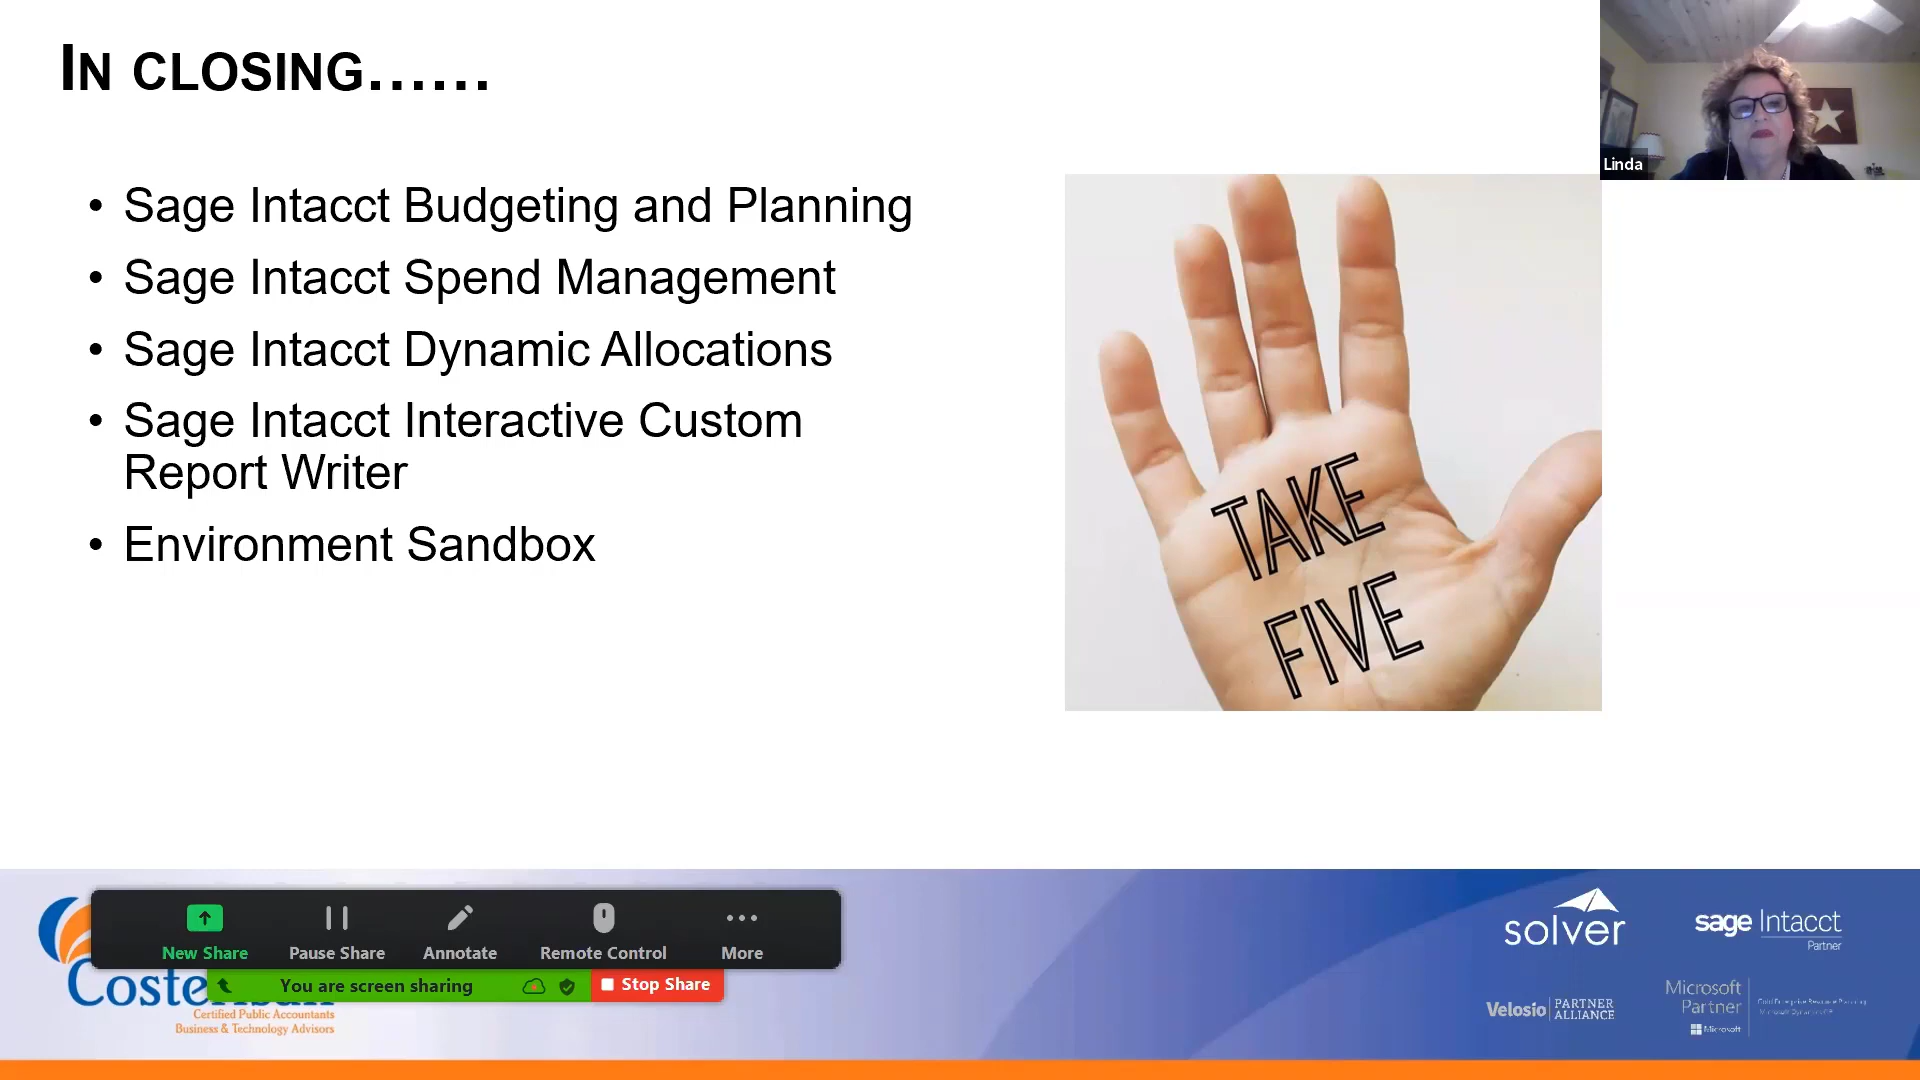 IN CLOSING......
Linda
• Sage Intacct Budgeting and Planning
• Sage Intacct Spend Management
• Sage Intacct Dynamic Allocations
• Sage Intacct Interactive Custom
Report Writer
• Environment Sandbox
TAKE
FIVE
New Share
Pause Share
Annotate
Remote Control
More
You are screen sharing
Stop Share
Certified Public Accountants
Business & Technology Advisors
solver
sage Intacct
Partner
Velosio
PARTNER
ALLIANCE
Microsoft
Partner
Microsoft